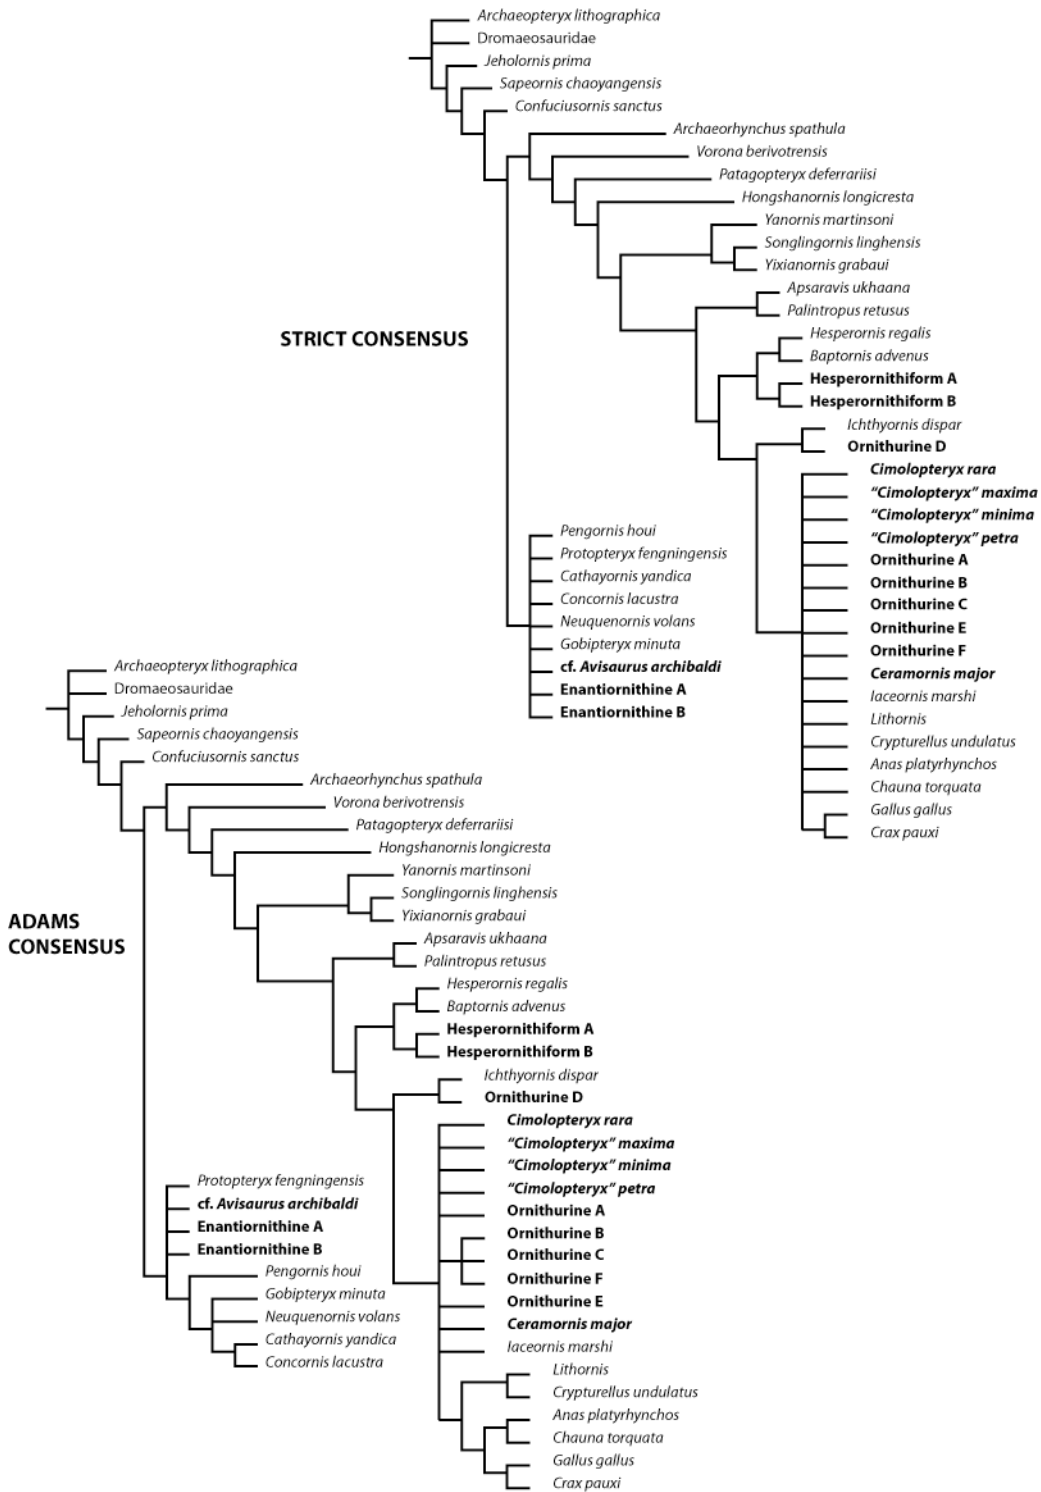 Archaeopteryx lithographica
Dromaeosauridae
Jeholornis prima
Sapeornis chaoyangensis
Confuciusornis sanctus
Archaeorhynchus spathula
Vorona berivotrensis
Patagopteryx deferrariisi
Hongshanornis longicresta
Yanornis martinsoni
Songlingornis linghensis
Yixianornis grabaui
Apsaravis ukhaana
Palintropus retusus
STRICT CONSENSUS
Hesperornis regalis
Baptornis advenus
Hesperornithiform A
Hesperornithiform B
Ichthyornis dispar
Ornithurine D
Cimolopteryx rara
“Cimolopteryx” maxima
“Cimolopteryx” minima
“Cimolopteryx” petra
Ornithurine A
Ornithurine B
Ornithurine C
Ornithurine E
Ornithurine F
Ceramornis major
Iaceornis marshi
Lithornis
Crypturellus undulatus
Anas platyrhynchos
Chauna torquata
Gallus gallus
Crax pauxi
Pengornis houi
Protopteryx fengningensis
Cathayornis yandica
Concornis lacustra
Neuquenornis volans
Gobipteryx minuta
cf. Avisaurus archibaldi
Enantiornithine A
Enantiornithine B
Archaeopteryx lithographica
Dromaeosauridae
Jeholornis prima
Sapeornis chaoyangensis
Confuciusornis sanctus
Archaeorhynchus spathula
Vorona berivotrensis
Patagopteryx deferrariisi
Hongshanornis longicresta
Yanornis martinsoni
Songlingornis linghensis
Yixianornis grabaui
ADAMS
CONSENSUS
Apsaravis ukhaana
Palintropus retusus
Hesperornis regalis
Baptornis advenus
Hesperornithiform A
Hesperornithiform B
Ichthyornis dispar
Ornithurine D
Cimolopteryx rara
“Cimolopteryx” maxima
“Cimolopteryx” minima
“Cimolopteryx” petra
Ornithurine A
Ornithurine B
Ornithurine C
Ornithurine F
Ornithurine E
Ceramornis major
Iaceornis marshi
Lithornis
Crypturellus undulatus
Anas platyrhynchos
Chauna torquata
Gallus gallus
Crax pauxi
Protopteryx fengningensis
cf. Avisaurus archibaldi
Enantiornithine A
Enantiornithine B
Pengornis houi
Gobipteryx minuta
Neuquenornis volans
Cathayornis yandica
Concornis lacustra